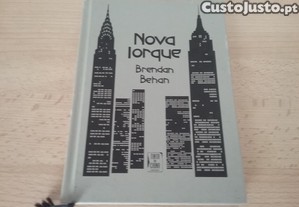 CustoJusto.pt
Nova
Iorque
Brendan
Behan